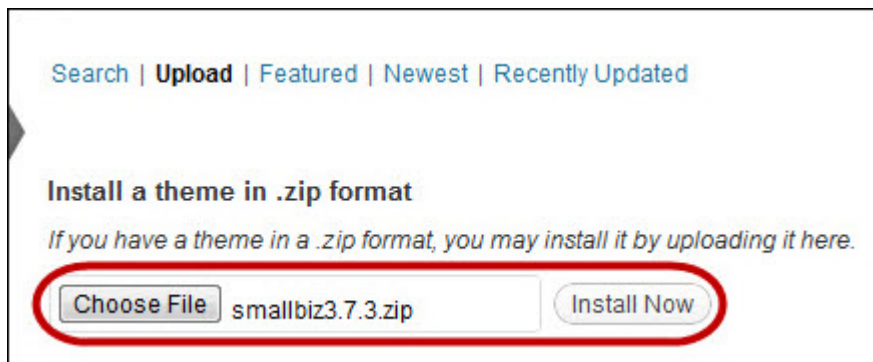 Search | Upload | Featured | Newest | Recently Updated
Install a theme in .zip format
If you have a theme in a .zip format, you may install it by uploading it here.
Choose File smallbiz3.7.3.zip Install Now